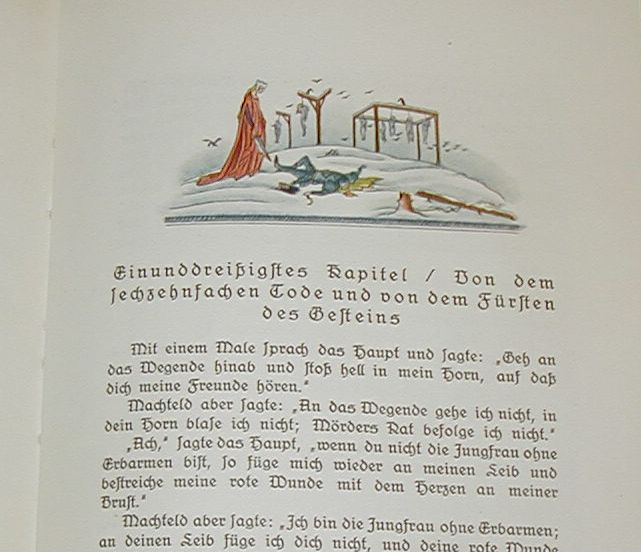 Einunddreißigstes Kapitel / Von dem
sechzehnfachen Tode und von dem Fürsten
des Gesteins
Mit einem Male sprach das Haupt und sagte: „Geh an
das Wegende hinab und stoß hell in mein Horn, auf daß
dich meine Freunde hören.“
Machteld aber sagte: „An das Wegende gehe ich nicht, in
dein Horn blase ich nicht; Mörders Rat befolge ich nicht.“
„Ach,“ sagte das Haupt, „wenn du nicht die Jungfrau ohne
Erbarmen bist, so füge mich wieder an meinen Leib und
bestreiche meine rote Wunde mit dem Herzen an meiner
Brust.“
Machteld aber sagte: „Ich bin die Jungfrau ohne Erbarmen;
an deinen Leib füge ich dich nicht, und deine rote Wunde